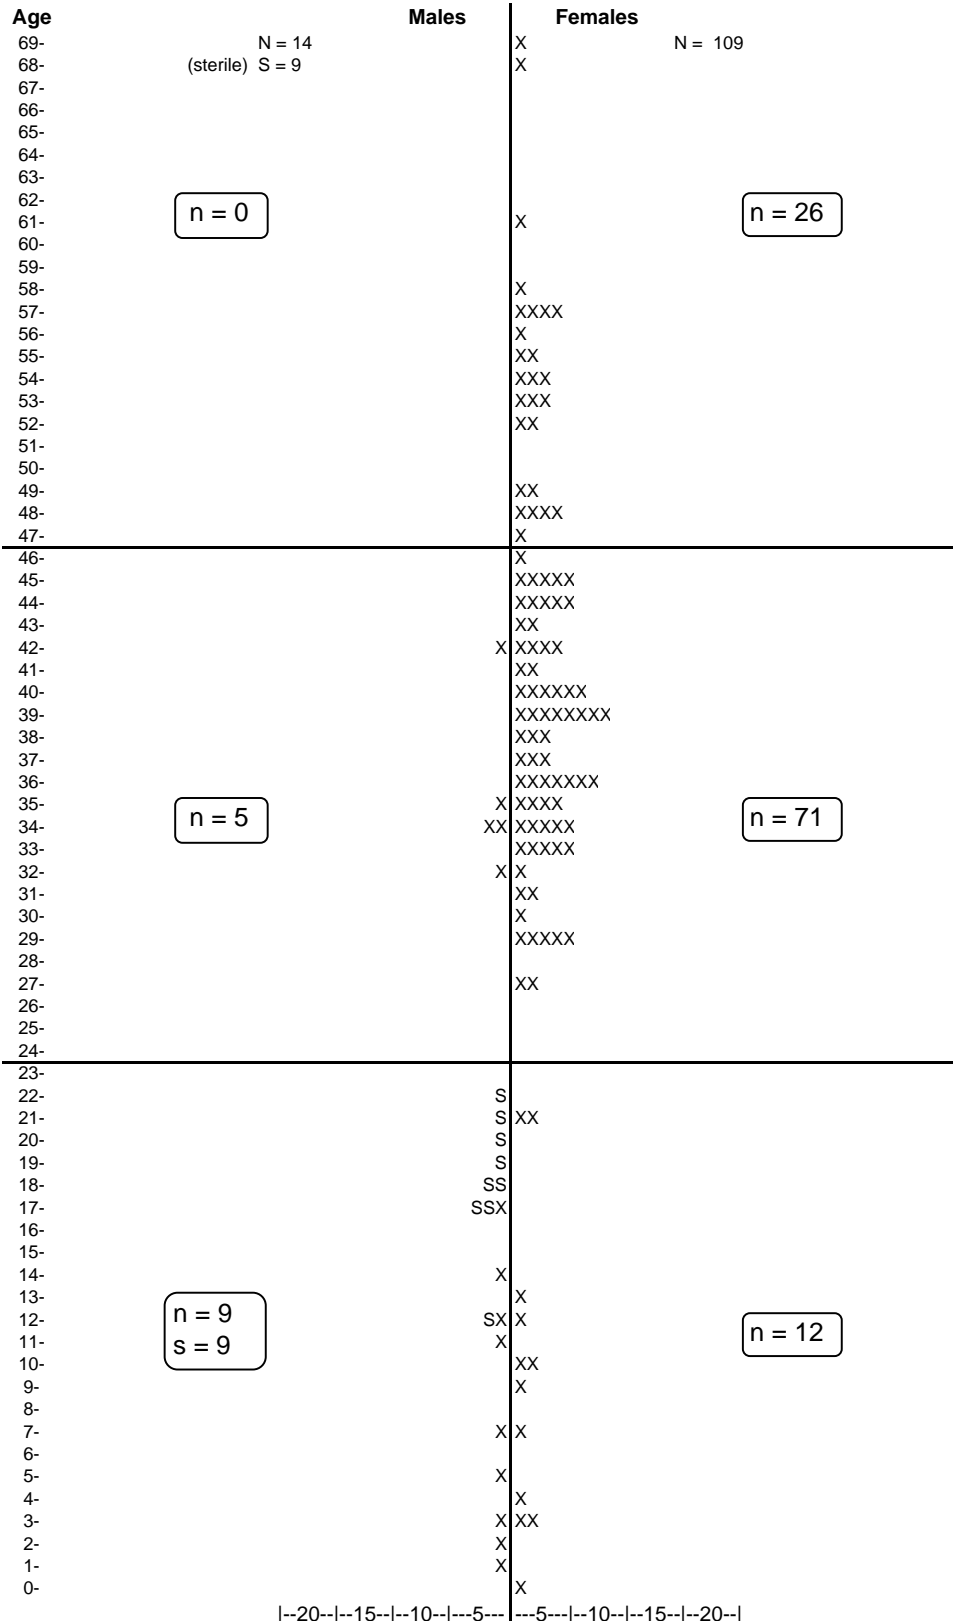 Age Males Females
69- N = 14 X N = 109
68- (sterile) S = 9 X
67-
66-
65-
64-
63-
62-
n = 0 n = 26
61- X
60-
59-
58- X
57- XXXX
56- X
55- XX
54- XXX
53- XXX
52- XX
51-
50-
49- XX
48- XXXX
47- X
46- X
45- XXXXX
44- XXXXX
43- XX
42- X XXXX
41- XX
40- XXXXXX
39- XXXXXXXX
38- XXX
37- XXX
36- XXXXXXX
35- X XXXX
n = 5 n = 71
34- XX XXXXX
33- XXXXX
32- X X
31- XX
30- X
29- XXXXX
28-
27- XX
26-
25-
24-
23-
22- S
21- S XX
20- S
19- S
18- SS
17- SSX
16-
15-
14- X
13- X
n = 9
12- SX X
n = 12
11- X
s = 9
10- XX
9- X
8-
7- X X
6-
5- X
4- X
3- X XX
2- X
1- X
0- X
|--20--|--15--|--10--|---5--- ---5---|--10--|--15--|--20--|